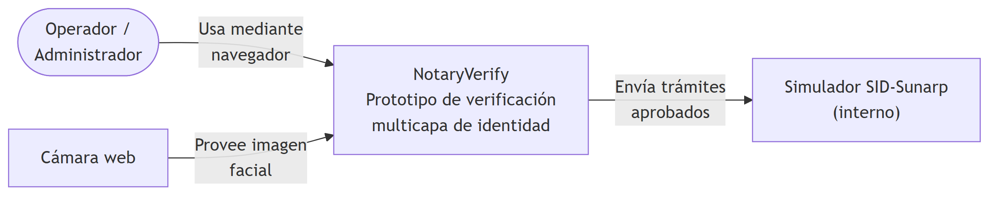 Operador /
Administrador
Usa mediante
navegador
Cámara web
Provee imagen
facial
NotaryVerify
Prototipo de verificación
multicapa de identidad
Envía trámites
aprobados
Simulador SID-Sunarp
(interno)